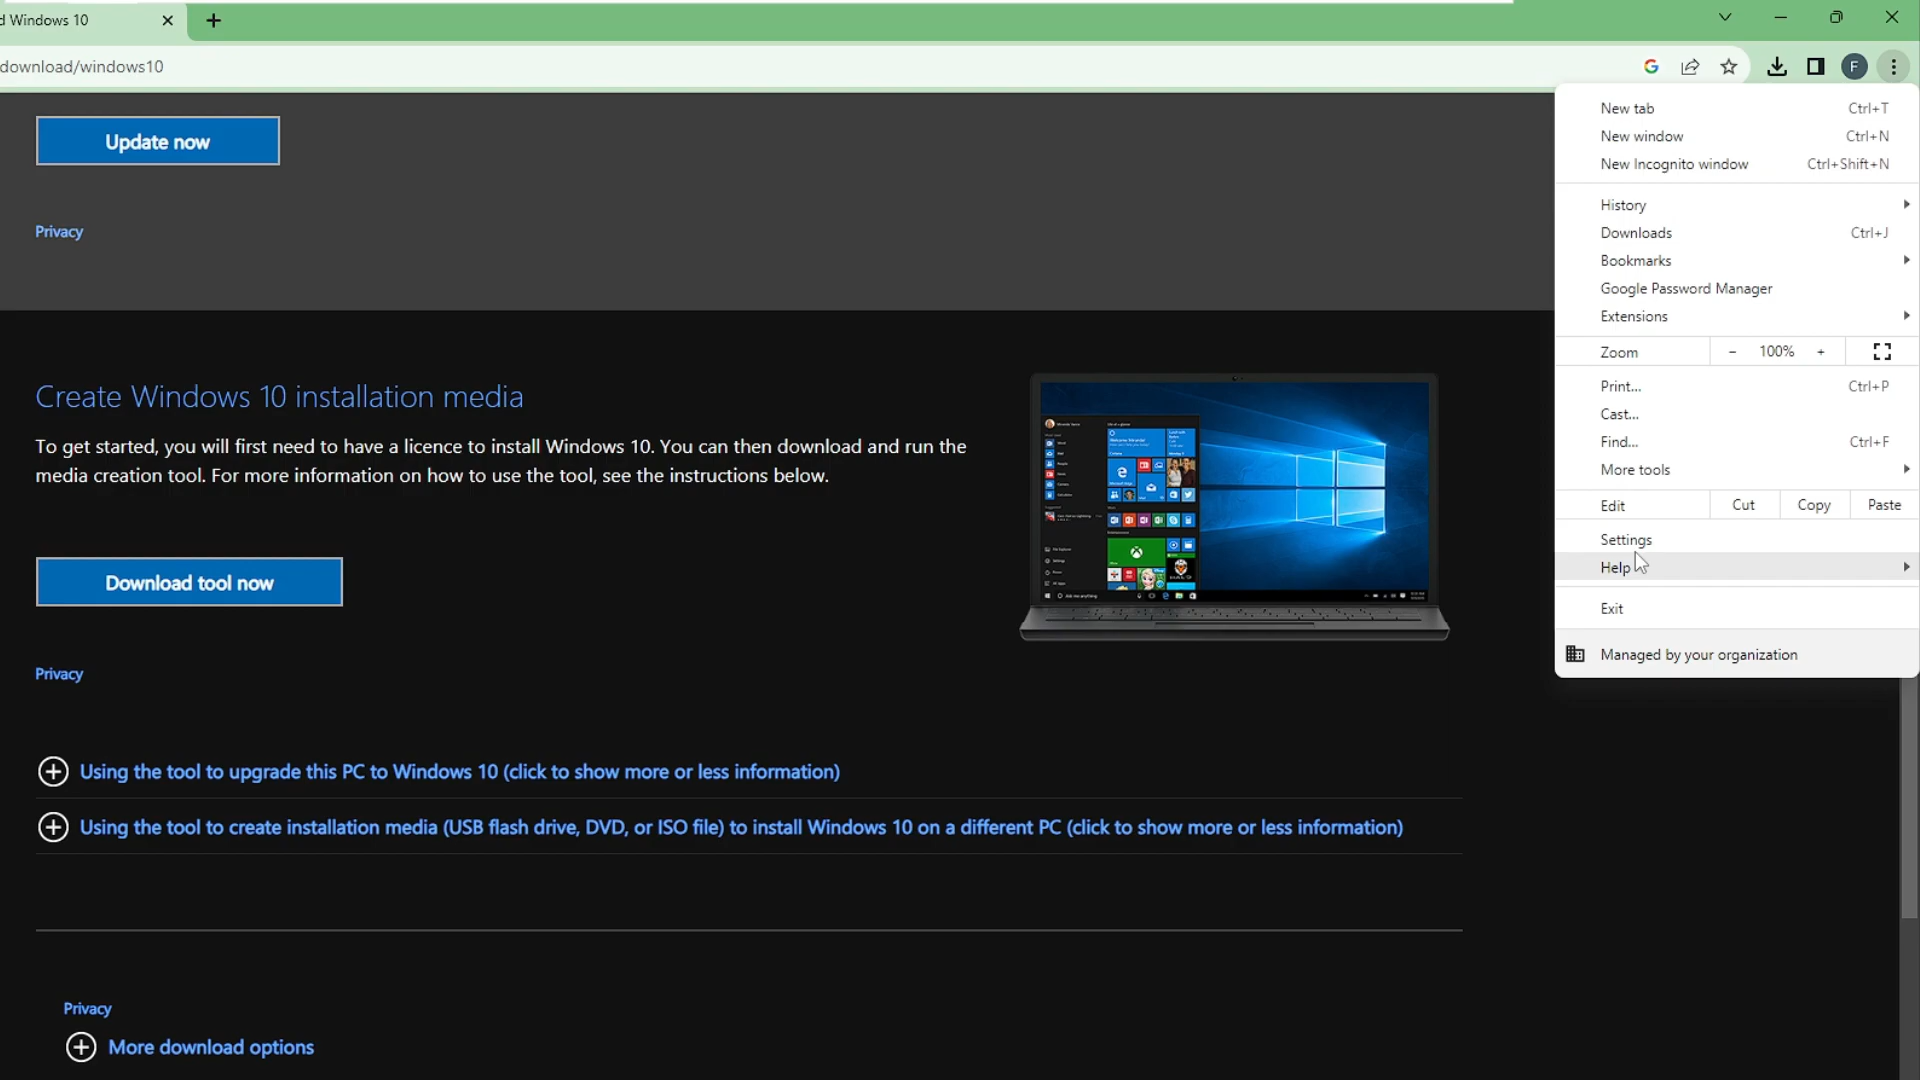 d Windows 10
download/windows10
F
Update now
Privacy
Create Windows 10 installation media
To get started, you will first need to have a licence to install Windows 10. You can then download and run the
media creation tool. For more information on how to use the tool, see the instructions below.
Download tool now
Privacy
Using the tool to upgrade this PC to Windows 10 (click to show more or less information)
Using the tool to create installation media (USB flash drive, DVD, or ISO file) to install Windows 10 on a different PC (click to show more or less information)
Privacy
More download options
New tab Ctrl+T
New window Ctrl+N
New Incognito window Ctrl+Shift+N
History
Downloads Ctrl+J
Bookmarks
Google Password Manager
Extensions
Zoom - 100% +
Print... Ctrl+P
Cast...
Find... Ctrl+F
More tools
Edit Cut Copy Paste
Settings
Help
Exit
Managed by your organization